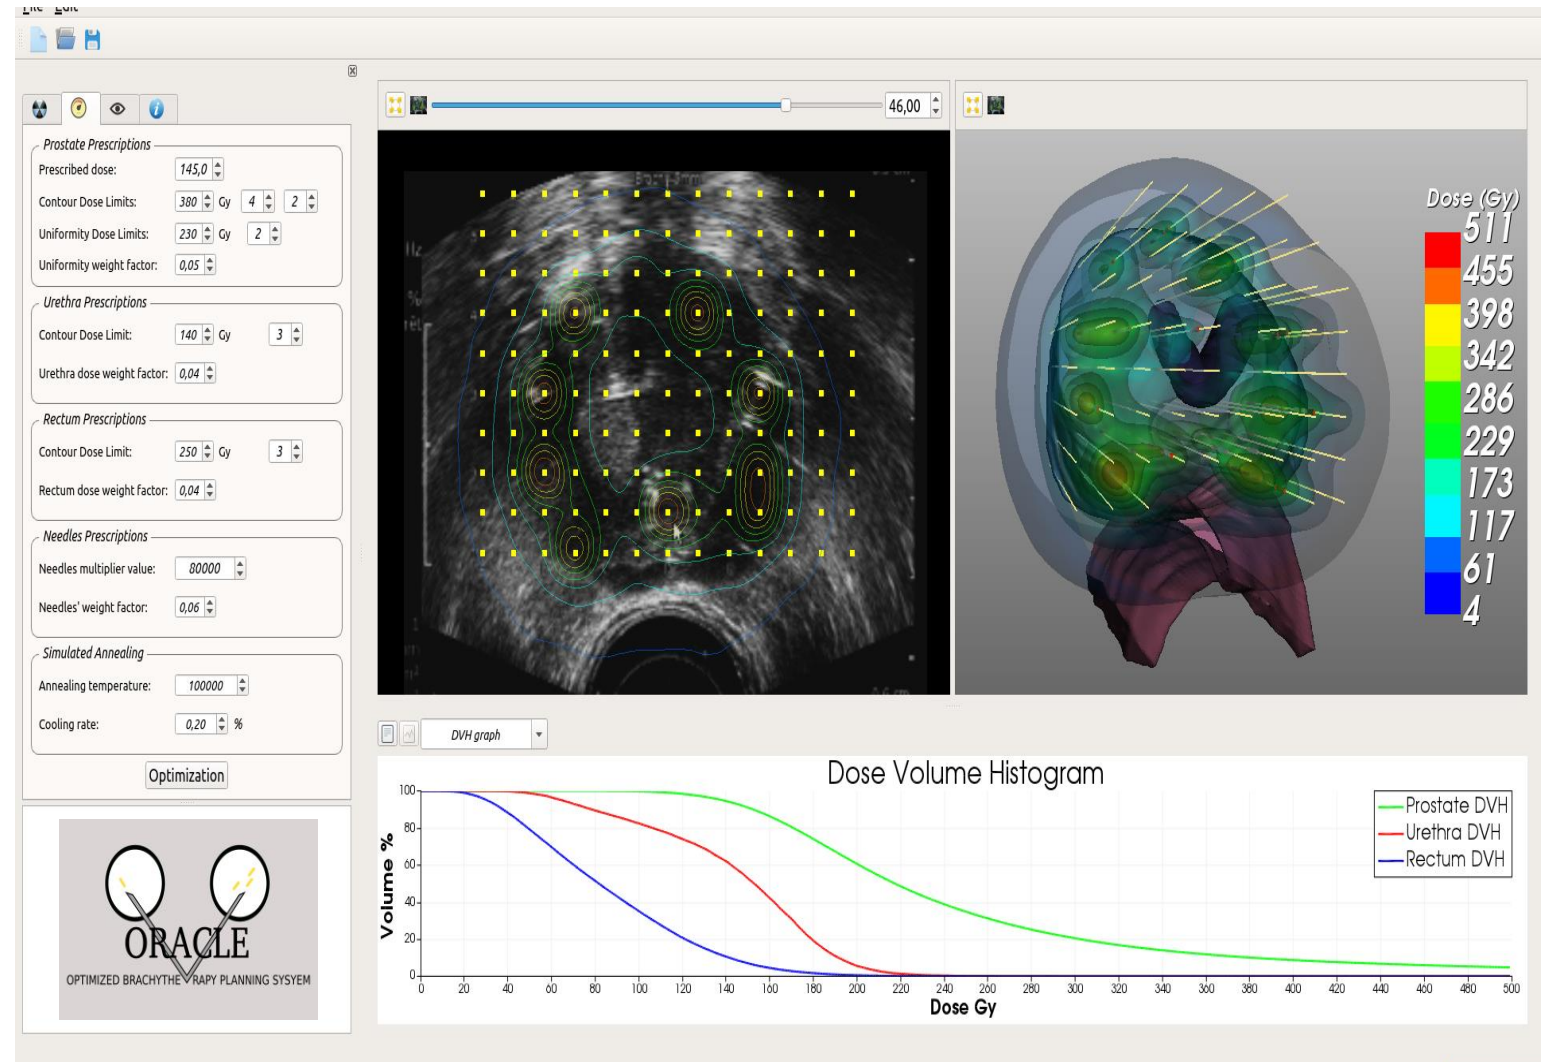 File Edit
46,00
Prostate Prescriptions
Prescribed dose: 145,0
Contour Dose Limits: 380 Gy 4 2
Uniformity Dose Limits: 230 Gy 2
Uniformity weight factor: 0,05
Urethra Prescriptions
Contour Dose Limit: 140 Gy 3
Urethra dose weight factor: 0,04
Rectum Prescriptions
Contour Dose Limit: 250 Gy 3
Rectum dose weight factor: 0,04
Needles Prescriptions
Needles multiplier value: 80000
Needles' weight factor: 0,06
Simulated Annealing
Annealing temperature: 100000
Cooling rate: 0,20 %
Optimization
ORACLE
OPTIMIZED BRACHYTHE RAPY PLANNING SYSYEM
Dose (Gy)
511
455
398
342
286
229
173
117
61
4
DVH graph
Dose Volume Histogram
Prostate DVH
Urethra DVH
Rectum DVH
Volume %
100
80
60
40
20
0
0 20 40 60 80 100 120 140 160 180 200 220 240 260 280 300 320 340 360 380 400 420 440 460 480 500
Dose Gy